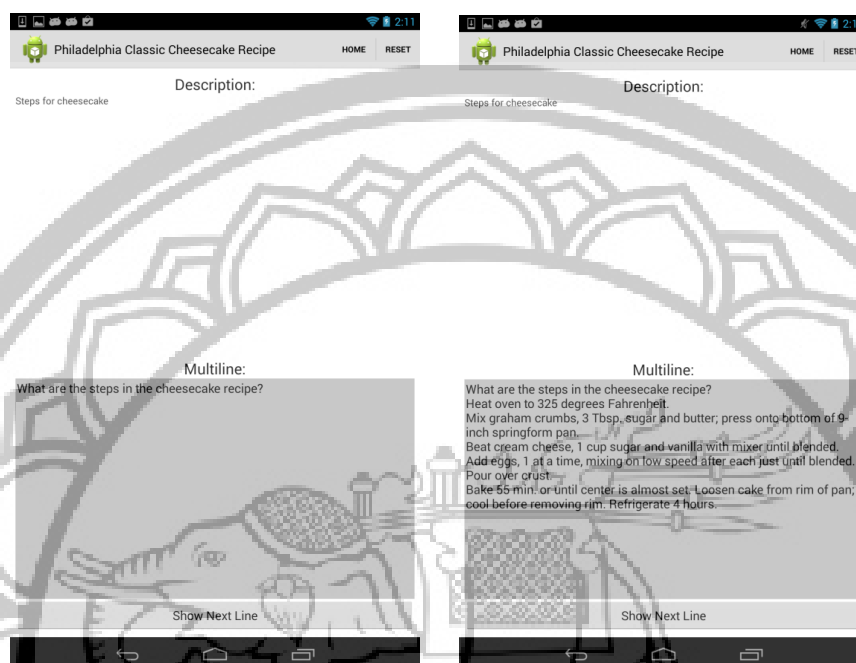 2:11
Philadelphia Classic Cheesecake Recipe
HOME
RESET
Description:
Steps for cheesecake
Multiline:
What are the steps in the cheesecake recipe?
Show Next Line
Philadelphia Classic Cheesecake Recipe
HOME
RESET
Description:
Steps for cheesecake
Multiline:
What are the steps in the cheesecake recipe?
Heat oven to 325 degrees Fahrenheit.
Mix graham crumbs, 3 Tbsp. sugar and butter; press onto bottom of 9-
inch springform pan.
Beat cream cheese, 1 cup sugar and vanilla with mixer until blended.
Add eggs, 1 at a time, mixing on low speed after each just until blended.
Pour over crust.
Bake 55 min. or until center is almost set. Loosen cake from rim of pan;
cool before removing rim. Refrigerate 4 hours.
Show Next Line